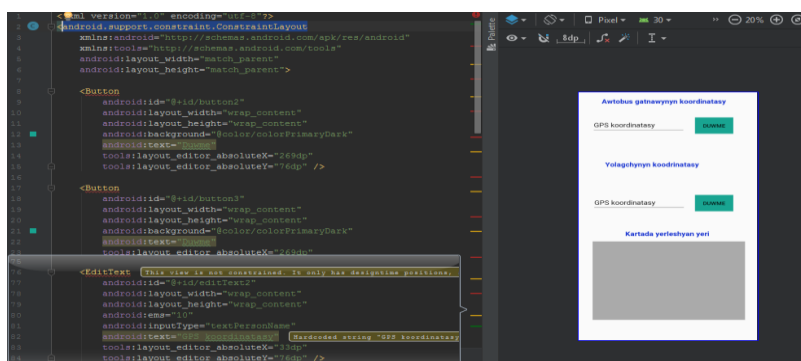 <?xml version="1.0" encoding="utf-8"?>
<android.support.constraint.ConstraintLayout
xmlns:android="http://schemas.android.com/apk/res/android"
xmlns:tools="http://schemas.android.com/tools"
android:layout_width="match_parent"
android:layout_height="match_parent">
<Button
android:id="@+id/button2"
android:layout_width="wrap_content"
android:layout_height="wrap_content"
android:background="@color/colorPrimaryDark"
android:text="Duwme"
tools:layout_editor_absoluteX="269dp"
tools:layout_editor_absoluteY="76dp" />
<Button
android:id="@+id/button3"
android:layout_width="wrap_content"
android:layout_height="wrap_content"
android:background="@color/colorPrimaryDark"
android:text="Duwme"
tools:layout_editor_absoluteX="269dp"
<EditText This view is not constrained. It only has designtime positions,
android:id="@+id/editText2"
android:layout_width="wrap_content"
android:layout_height="wrap_content"
android:ems="10"
android:inputType="textPersonName"
android:text="GPS koordinatasy" Hardcoded string "GPS koordinatasy
tools:layout_editor_absoluteX="33dp"
tools:layout_editor_absoluteY="76dp" />
Palette
Pixel
30
20%
8dp
Awtobus gatnawynyn koordinatasy
GPS koordinatasy
DUWME
Yolagchynyn koodrinatasy
GPS koordinatasy
DUWME
Kartada yerleshyan yeri